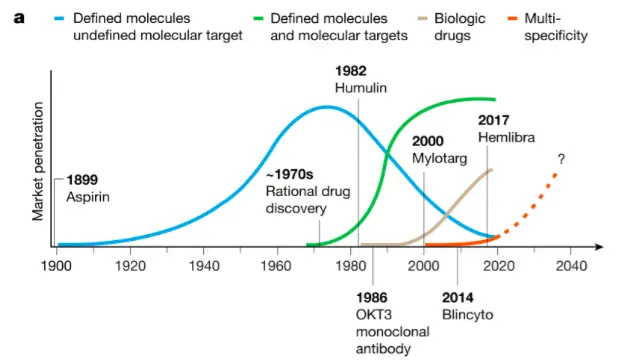 a
Defined molecules
undefined molecular target
Defined molecules
and molecular targets
Biologic
drugs
Multi-
specificity
Market penetration
1899
Aspirin
~1970s
Rational drug
discovery
1982
Humulin
2000
Mylotarg
2017
Hemlibra
?
1900 1920 1940 1960 1980 2000 2020 2040
1986
OKT3
monoclonal
antibody
2014
Blincyto